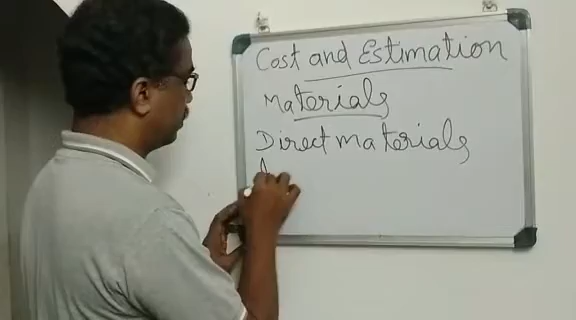 Cost and Estimation
Materials
Direct materials